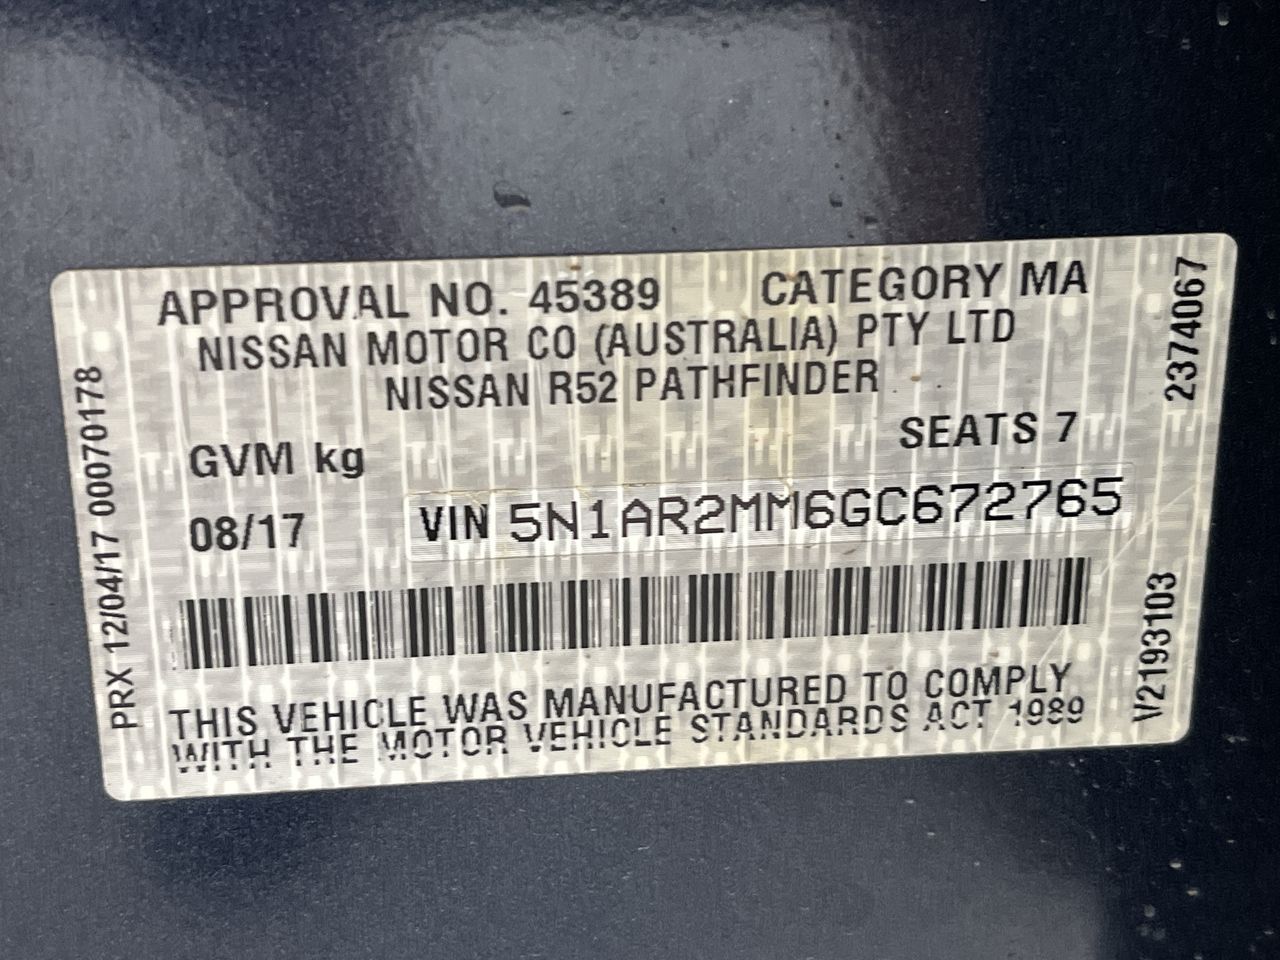 APPROVAL NO. 45389 CATEGORY MA
NISSAN MOTOR CO (AUSTRALIA) PTY LTD
NISSAN R52 PATHFINDER
GVM kg SEATS 7
08/17 VIN 5N1AR2MM6GC672765
THIS VEHICLE WAS MANUFACTURED TO COMPLY
WITH THE MOTOR VEHICLE STANDARDS ACT 1989
PRX 12/04/17 00070178
2374067
V2193103